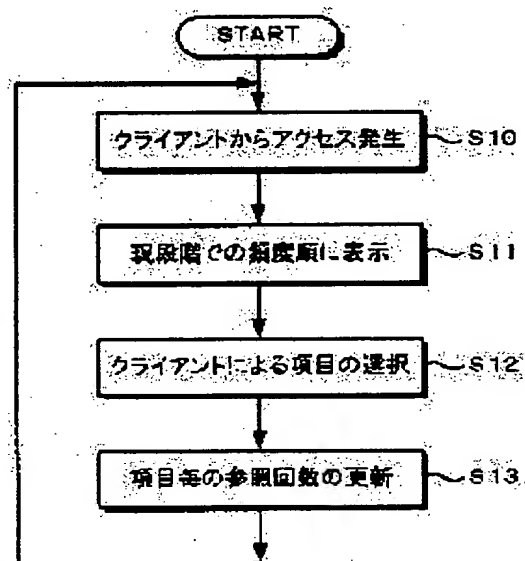 START
クライアントからアクセス発生 S10
現段階での頻度順に表示 S11
クライアントによる項目の選択 S12
項目毎の参照回数の更新 S13